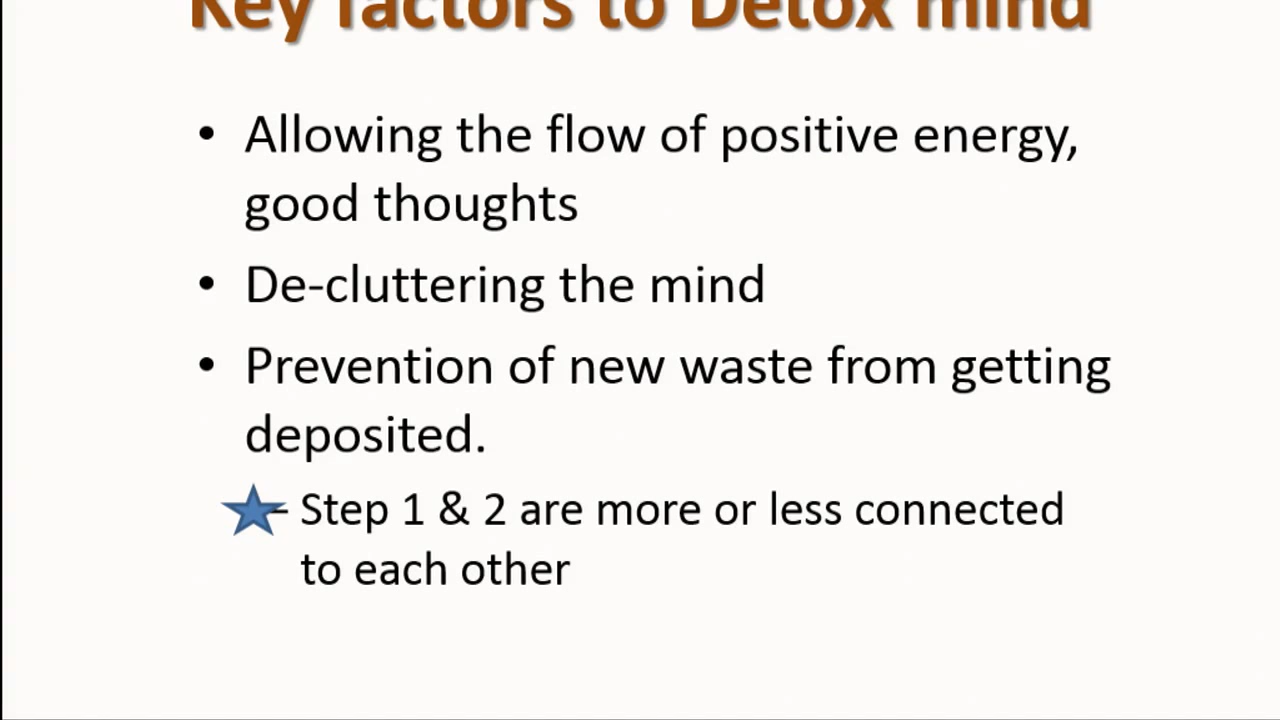 Key factors to Detox mind
• Allowing the flow of positive energy,
good thoughts
• De-cluttering the mind
• Prevention of new waste from getting
deposited.
– Step 1 & 2 are more or less connected
to each other